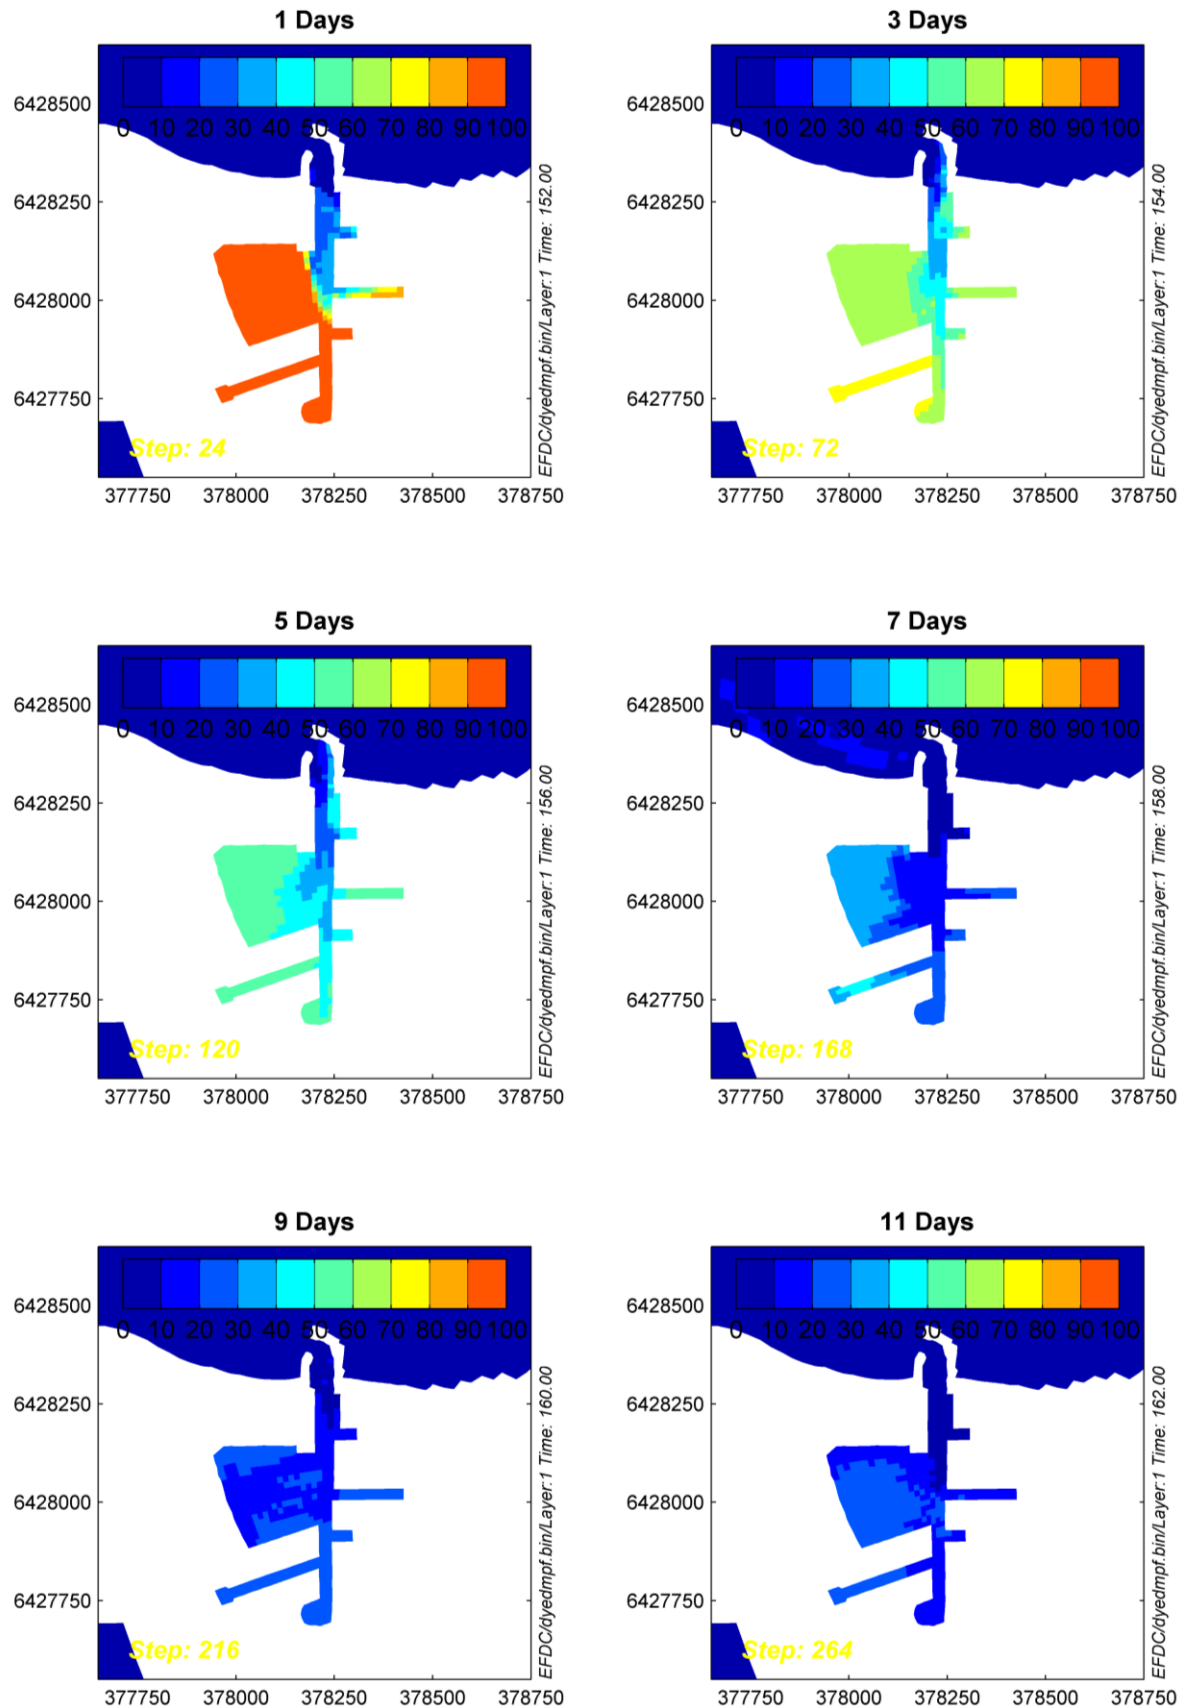 1 Days
0 10 20 30 40 50 60 70 80 90 100
6428500
6428250
6428000
6427750
377750 378000 378250 378500 378750
Step: 24
EFDC/dyedmpf.bin/Layer:1 Time: 152.00
3 Days
0 10 20 30 40 50 60 70 80 90 100
6428500
6428250
6428000
6427750
377750 378000 378250 378500 378750
Step: 72
EFDC/dyedmpf.bin/Layer:1 Time: 154.00
5 Days
0 10 20 30 40 50 60 70 80 90 100
6428500
6428250
6428000
6427750
377750 378000 378250 378500 378750
Step: 120
EFDC/dyedmpf.bin/Layer:1 Time: 156.00
7 Days
0 10 20 30 40 50 60 70 80 90 100
6428500
6428250
6428000
6427750
377750 378000 378250 378500 378750
Step: 168
EFDC/dyedmpf.bin/Layer:1 Time: 158.00
9 Days
0 10 20 30 40 50 60 70 80 90 100
6428500
6428250
6428000
6427750
377750 378000 378250 378500 378750
Step: 216
EFDC/dyedmpf.bin/Layer:1 Time: 160.00
11 Days
0 10 20 30 40 50 60 70 80 90 100
6428500
6428250
6428000
6427750
377750 378000 378250 378500 378750
Step: 264
EFDC/dyedmpf.bin/Layer:1 Time: 162.00